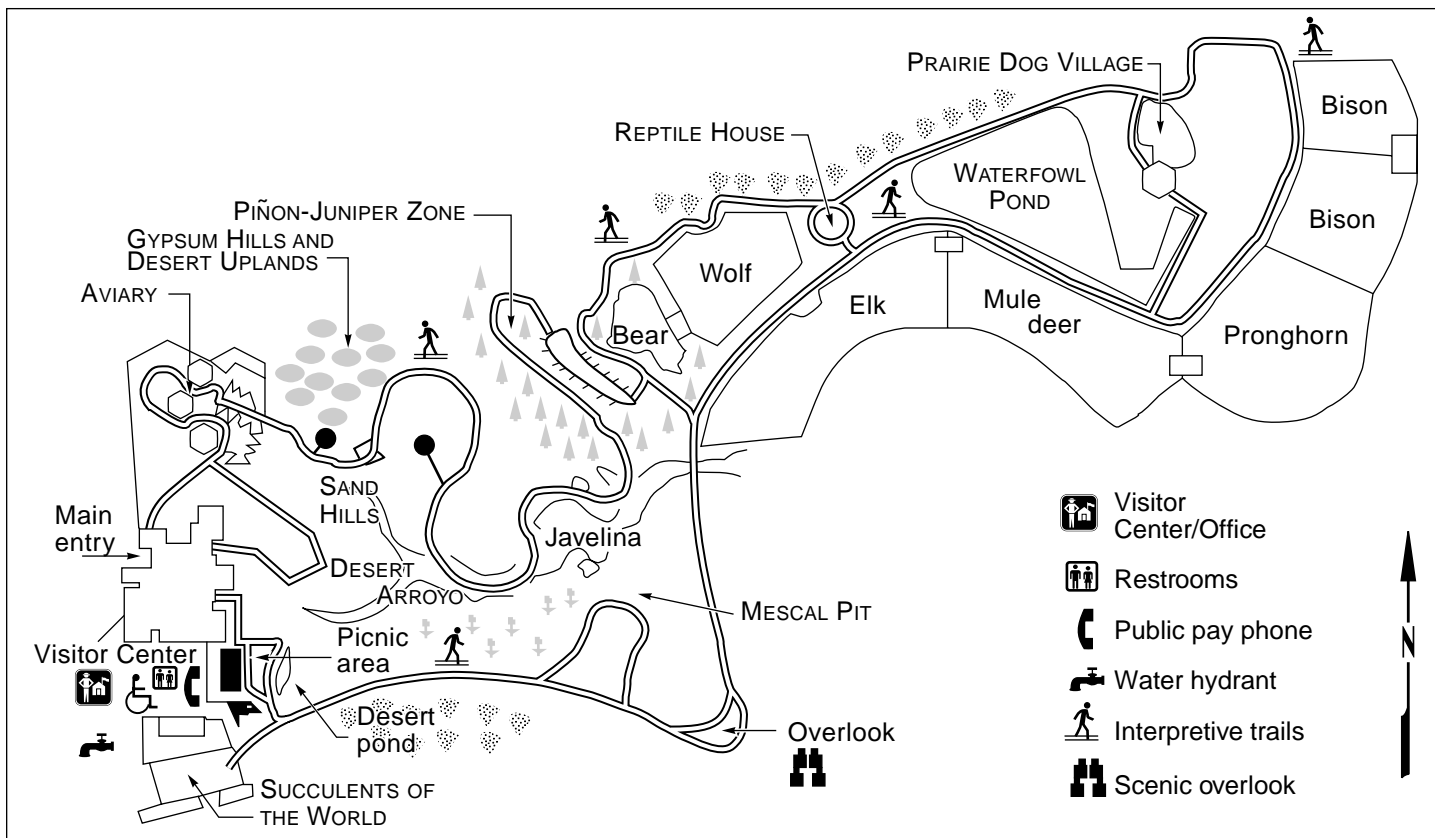 PRAIRIE DOG VILLAGE
Bison
REPTILE HOUSE
WATERFOWL
POND
PIÑON-JUNIPER ZONE
Bison
GYPSUM HILLS AND
DESERT UPLANDS
Wolf
AVIARY
Elk
Mule
deer
Bear
Pronghorn
SAND
HILLS
Main
entry
Javelina
DESERT
ARROYO
MESCAL PIT
Picnic
area
Visitor Center
Desert
pond
Overlook
SUCCULENTS OF
THE WORLD
Visitor
Center/Office
Restrooms
Public pay phone
Water hydrant
Interpretive trails
Scenic overlook
N